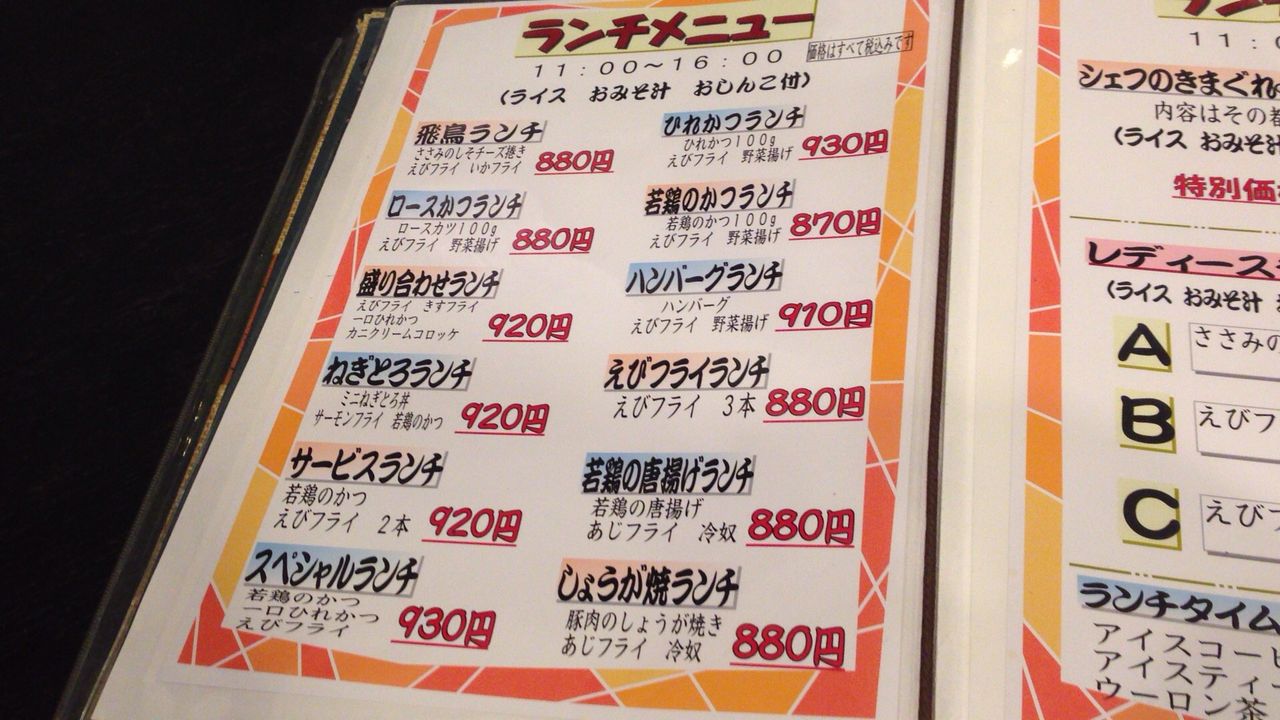 ランチメニュー
11:00～16:00
価格はすべて税込みです
(ライス おみそ汁 おしんこ付)
飛鳥ランチ
ささみのしそチーズ捲き
えびフライ いかフライ
880円
ロースかつランチ
ロースカツ100g
えびフライ 野菜揚げ
880円
盛り合わせランチ
えびフライ きすフライ
一口ひれかつ
カニクリームコロッケ
920円
ねぎとろランチ
ミニねぎとろ丼
サーモンフライ 若鶏のかつ
920円
サービスランチ
若鶏のかつ
えびフライ 2本
920円
スペシャルランチ
若鶏のかつ
一口ひれかつ
えびフライ
930円
ひれかつランチ
ひれかつ100g
えびフライ 野菜揚げ
930円
若鶏のかつランチ
若鶏のかつ100g
えびフライ 野菜揚げ
870円
ハンバーグランチ
ハンバーグ
えびフライ 野菜揚げ
910円
えびフライランチ
えびフライ 3本
880円
若鶏の唐揚げランチ
若鶏の唐揚げ
あじフライ 冷奴
880円
しょうが焼ランチ
豚肉のしょうが焼き
あじフライ 冷奴
880円
ラン
11:0
シェフのきまぐれ
内容はその
(ライス おみそ汁
特別価
レディース
(ライス おみそ汁
A
ささみの
B
えびフ
C
えび
ランチタイム
アイスコーヒ
アイスティ
ウーロン茶